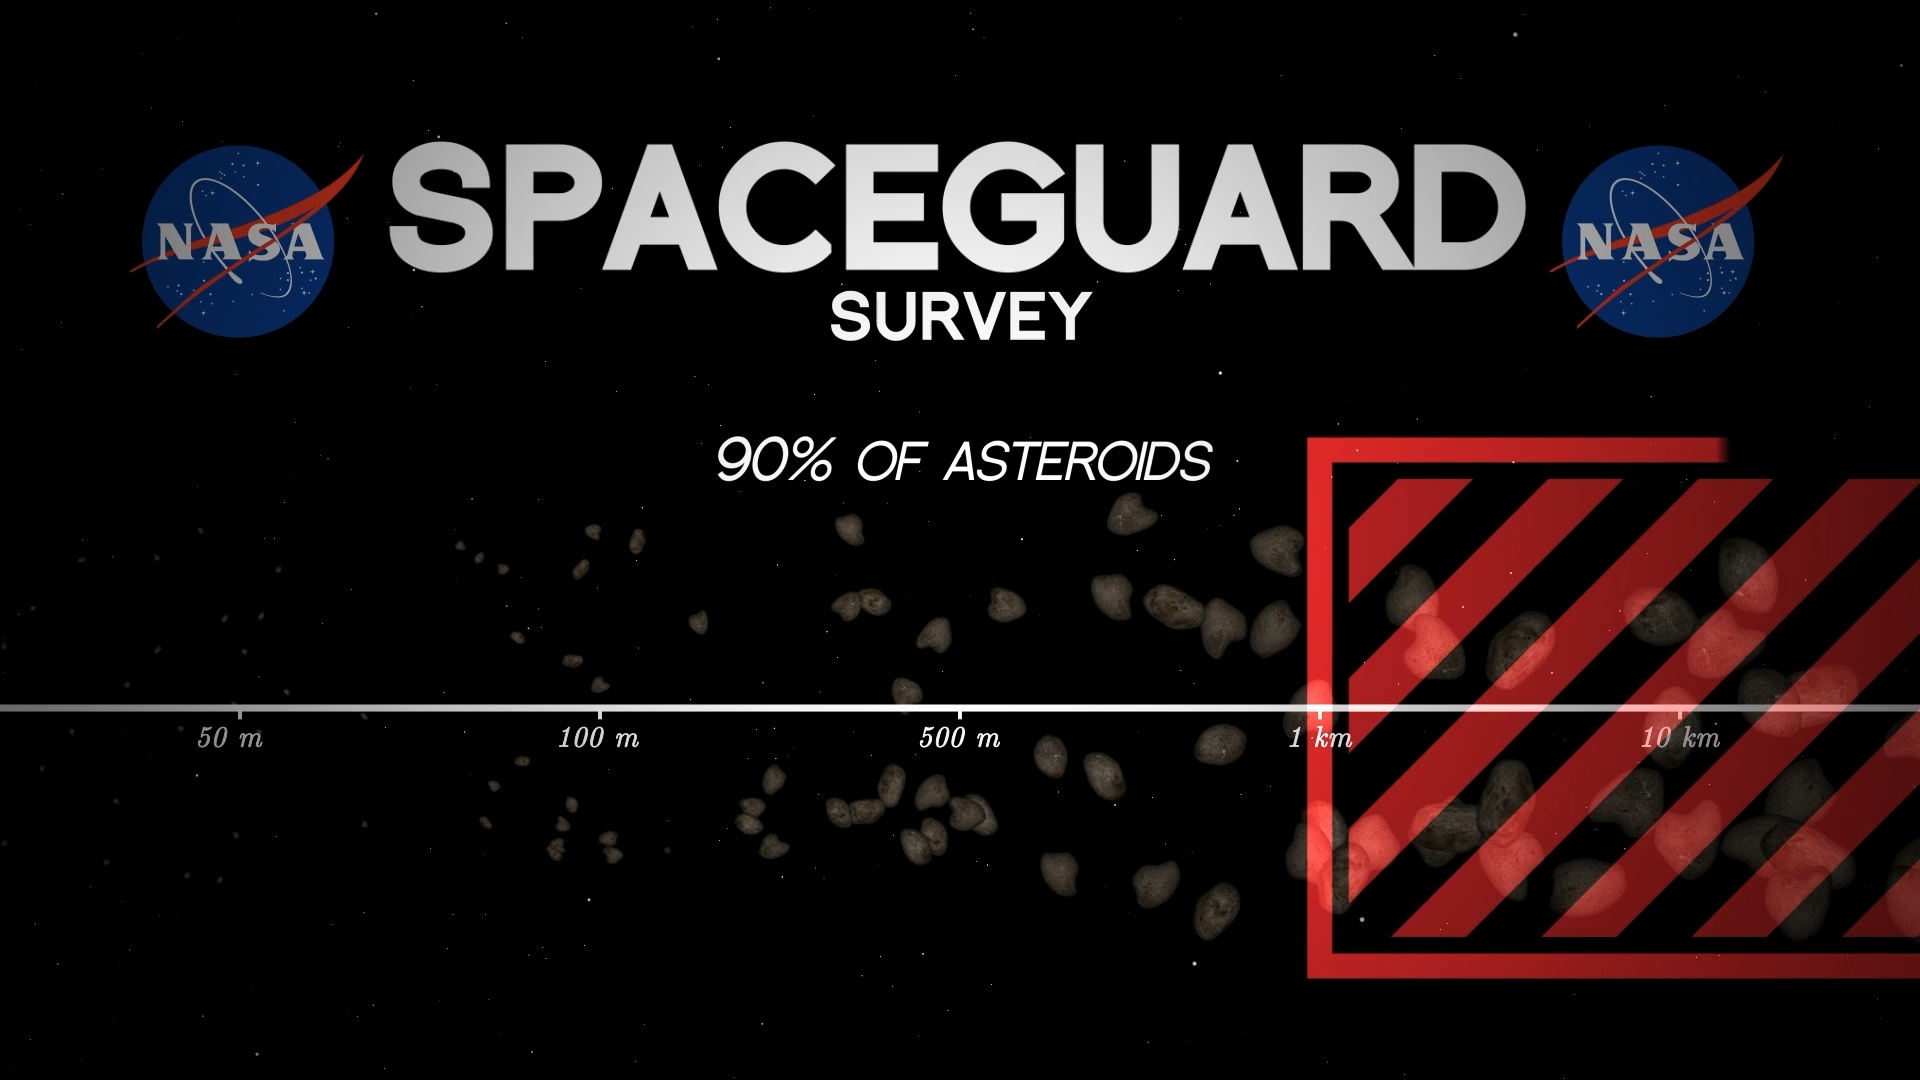 NASA SPACEGUARD NASA
SURVEY
90% OF ASTEROIDS
50 m 100 m 500 m 1 km 10 km